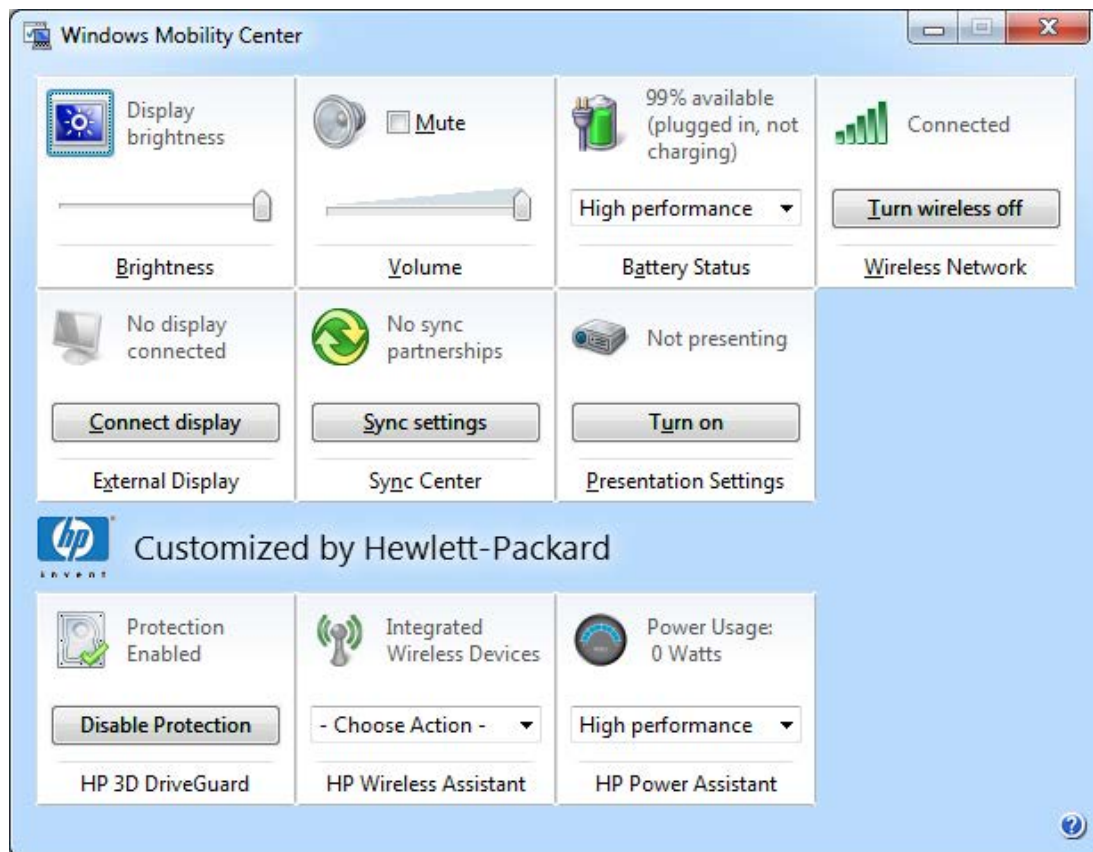 Windows Mobility Center
Display
brightness
Brightness
Mute
Volume
99% available
(plugged in, not
charging)
High performance
Battery Status
Connected
Turn wireless off
Wireless Network
No display
connected
Connect display
External Display
No sync
partnerships
Sync settings
Sync Center
Not presenting
Turn on
Presentation Settings
hp
invent
Customized by Hewlett-Packard
Protection
Enabled
Disable Protection
HP 3D DriveGuard
Integrated
Wireless Devices
- Choose Action -
HP Wireless Assistant
Power Usage:
0 Watts
High performance
HP Power Assistant
?